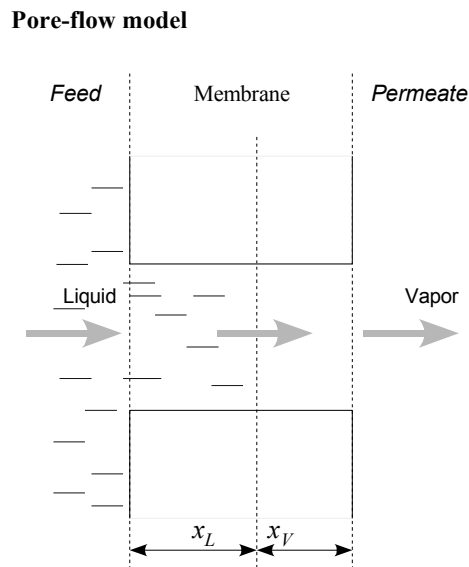 Pore-flow model
Feed Membrane Permeate
Liquid Vapor
x_L x_V